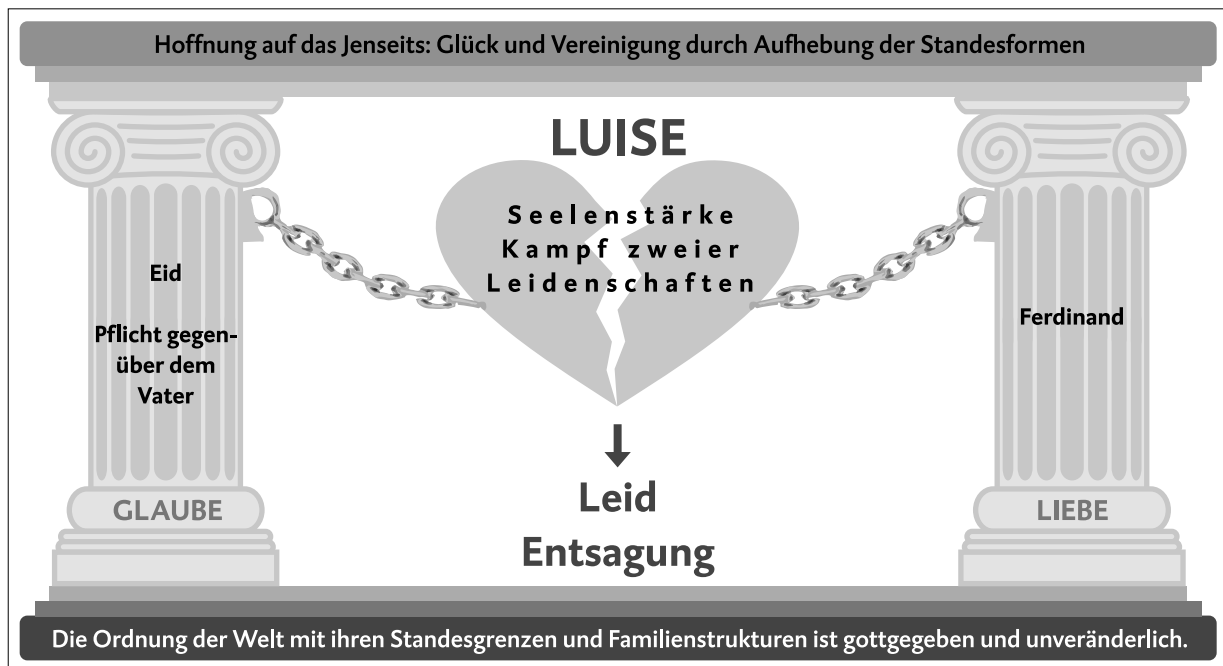 Hoffnung auf das Jenseits: Glück und Vereinigung durch Aufhebung der Standesformen
LUISE
Seelenstärke
Kampf zweier
Leidenschaften
Eid
Pflicht gegen-
über dem
Vater
Ferdinand
GLAUBE
LIEBE
Leid
Entsagung
Die Ordnung der Welt mit ihren Standesgrenzen und Familienstrukturen ist gottgegeben und unveränderlich.